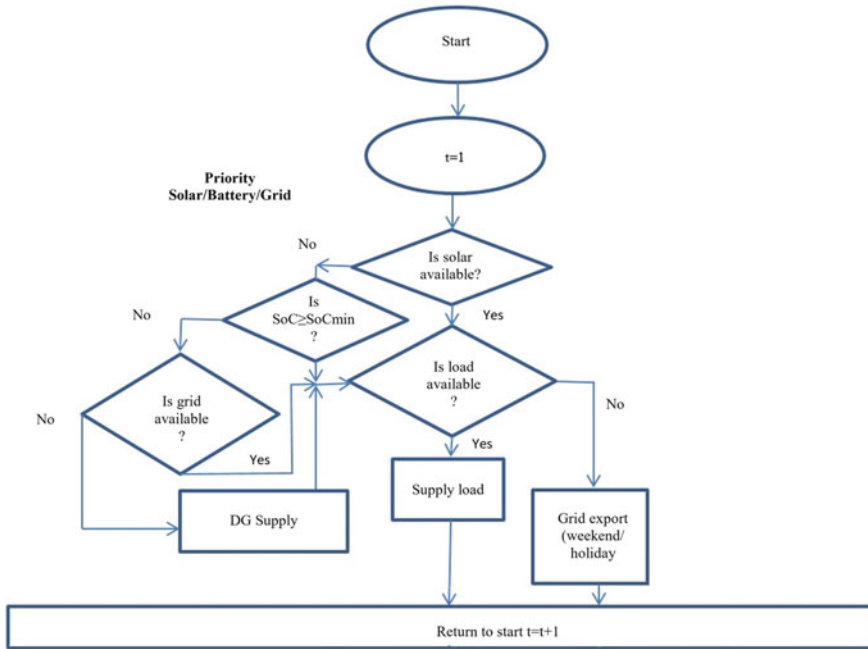 Start
t=1
Priority
Solar/Battery/Grid
No
Is solar
available?
Is
SoC≥SoCmin
?
Yes
No
Is load
available
?
Is grid
available
?
No
No
Yes
Yes
Supply load
DG Supply
Grid export
(weekend/
holiday
Return to start t=t+1